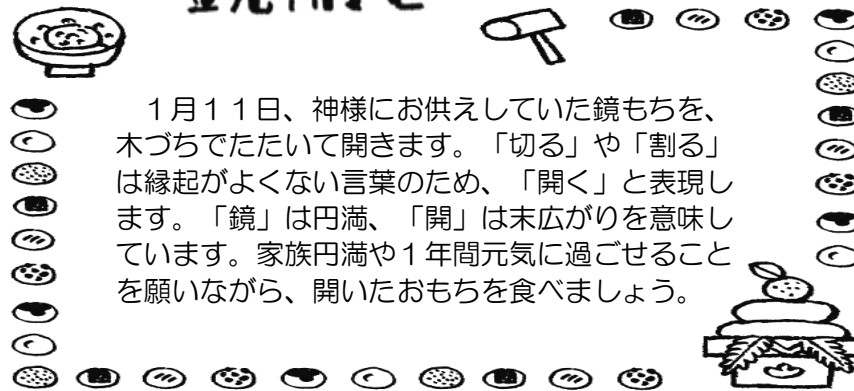 鏡開きと
１月１１日、神様にお供えしていた鏡もちを、
木づちでたたいて開きます。「切る」や「割る」
は縁起がよくない言葉のため、「開く」と表現し
ます。「鏡」は円満、「開」は末広がりを意味し
ています。家族円満や１年間元気に過ごせること
を願いながら、開いたおもちを食べましょう。